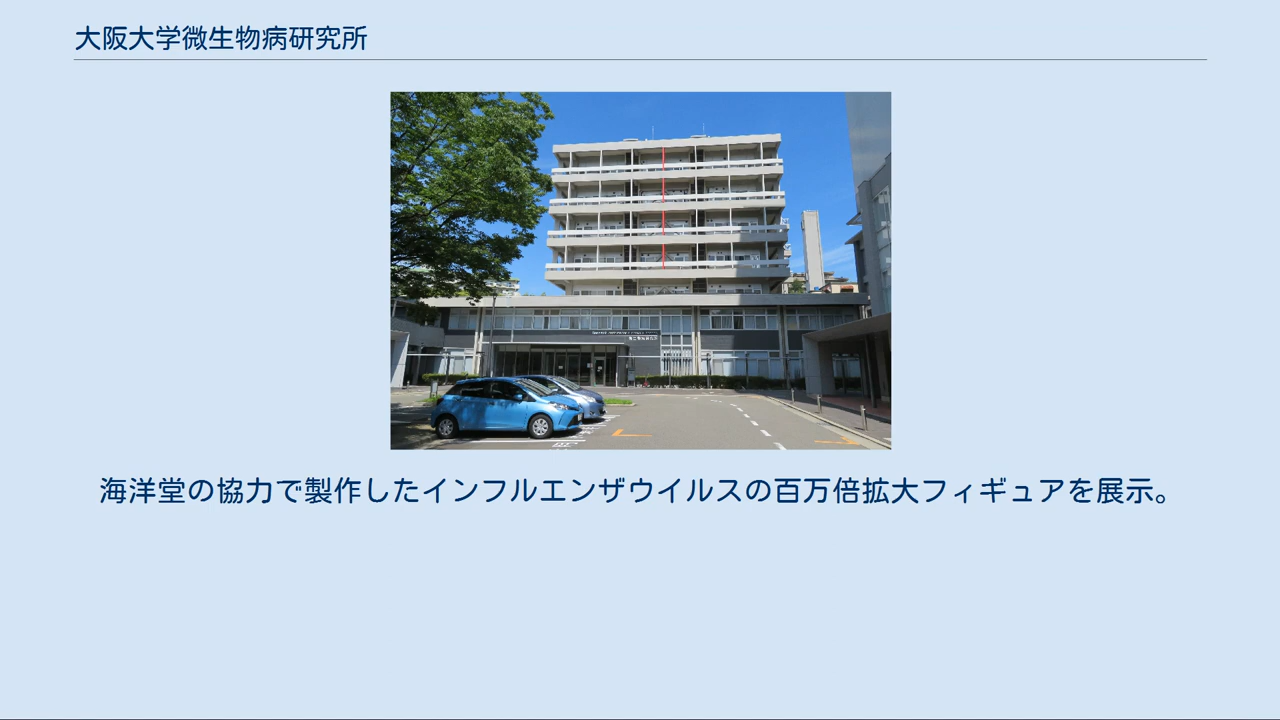 大阪大学微生物病研究所
海洋堂の協力で製作したインフルエンザウイルスの百万倍拡大フィギュアを展示。